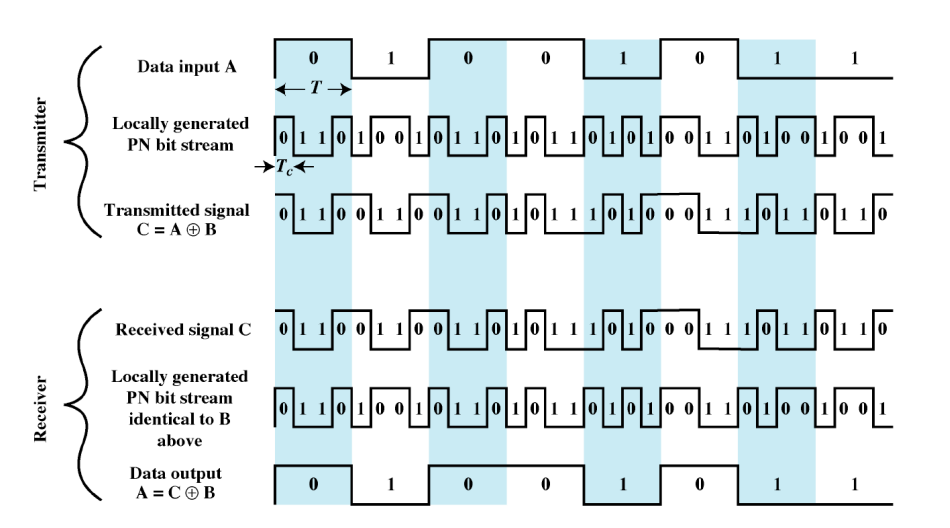 Transmitter
Data input A 0 1 0 0 1 0 1 1
T
Locally generated
PN bit stream 0 1 1 0 1 0 0 1 0 1 1 0 1 0 1 1 0 1 0 1 0 0 1 1 0 1 0 0 1 0 0 1
Tc
Transmitted signal
C = A ⊕ B 0 1 1 0 0 1 1 0 0 1 1 0 1 0 1 1 1 0 1 0 0 0 1 1 1 0 1 1 0 1 1 0
Receiver
Received signal C 0 1 1 0 0 1 1 0 0 1 1 0 1 0 1 1 1 0 1 0 0 0 1 1 1 0 1 1 0 1 1 0
Locally generated
PN bit stream
identical to B
above 0 1 1 0 1 0 0 1 0 1 1 0 1 0 1 1 0 1 0 1 0 0 1 1 0 1 0 0 1 0 0 1
Data output
A = C ⊕ B 0 1 0 0 1 0 1 1